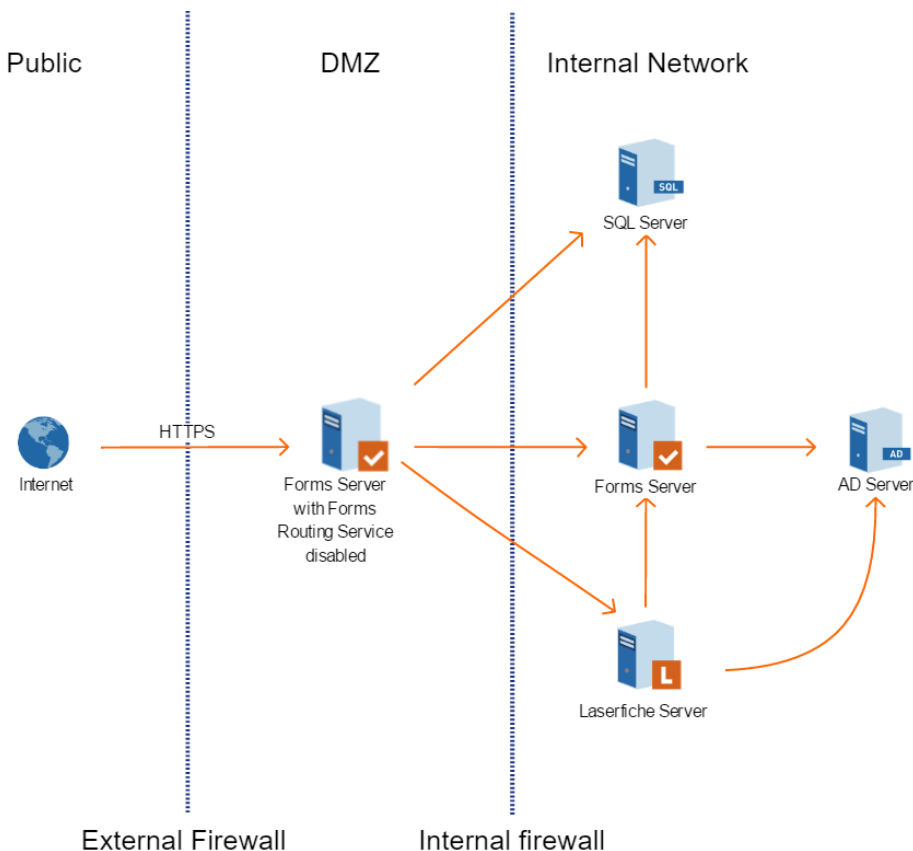 Public
DMZ
Internal Network
SQL
SQL Server
HTTPS
Internet
Forms Server
with Forms
Routing Service
disabled
Forms Server
AD
AD Server
L
Laserfiche Server
External Firewall
Internal firewall